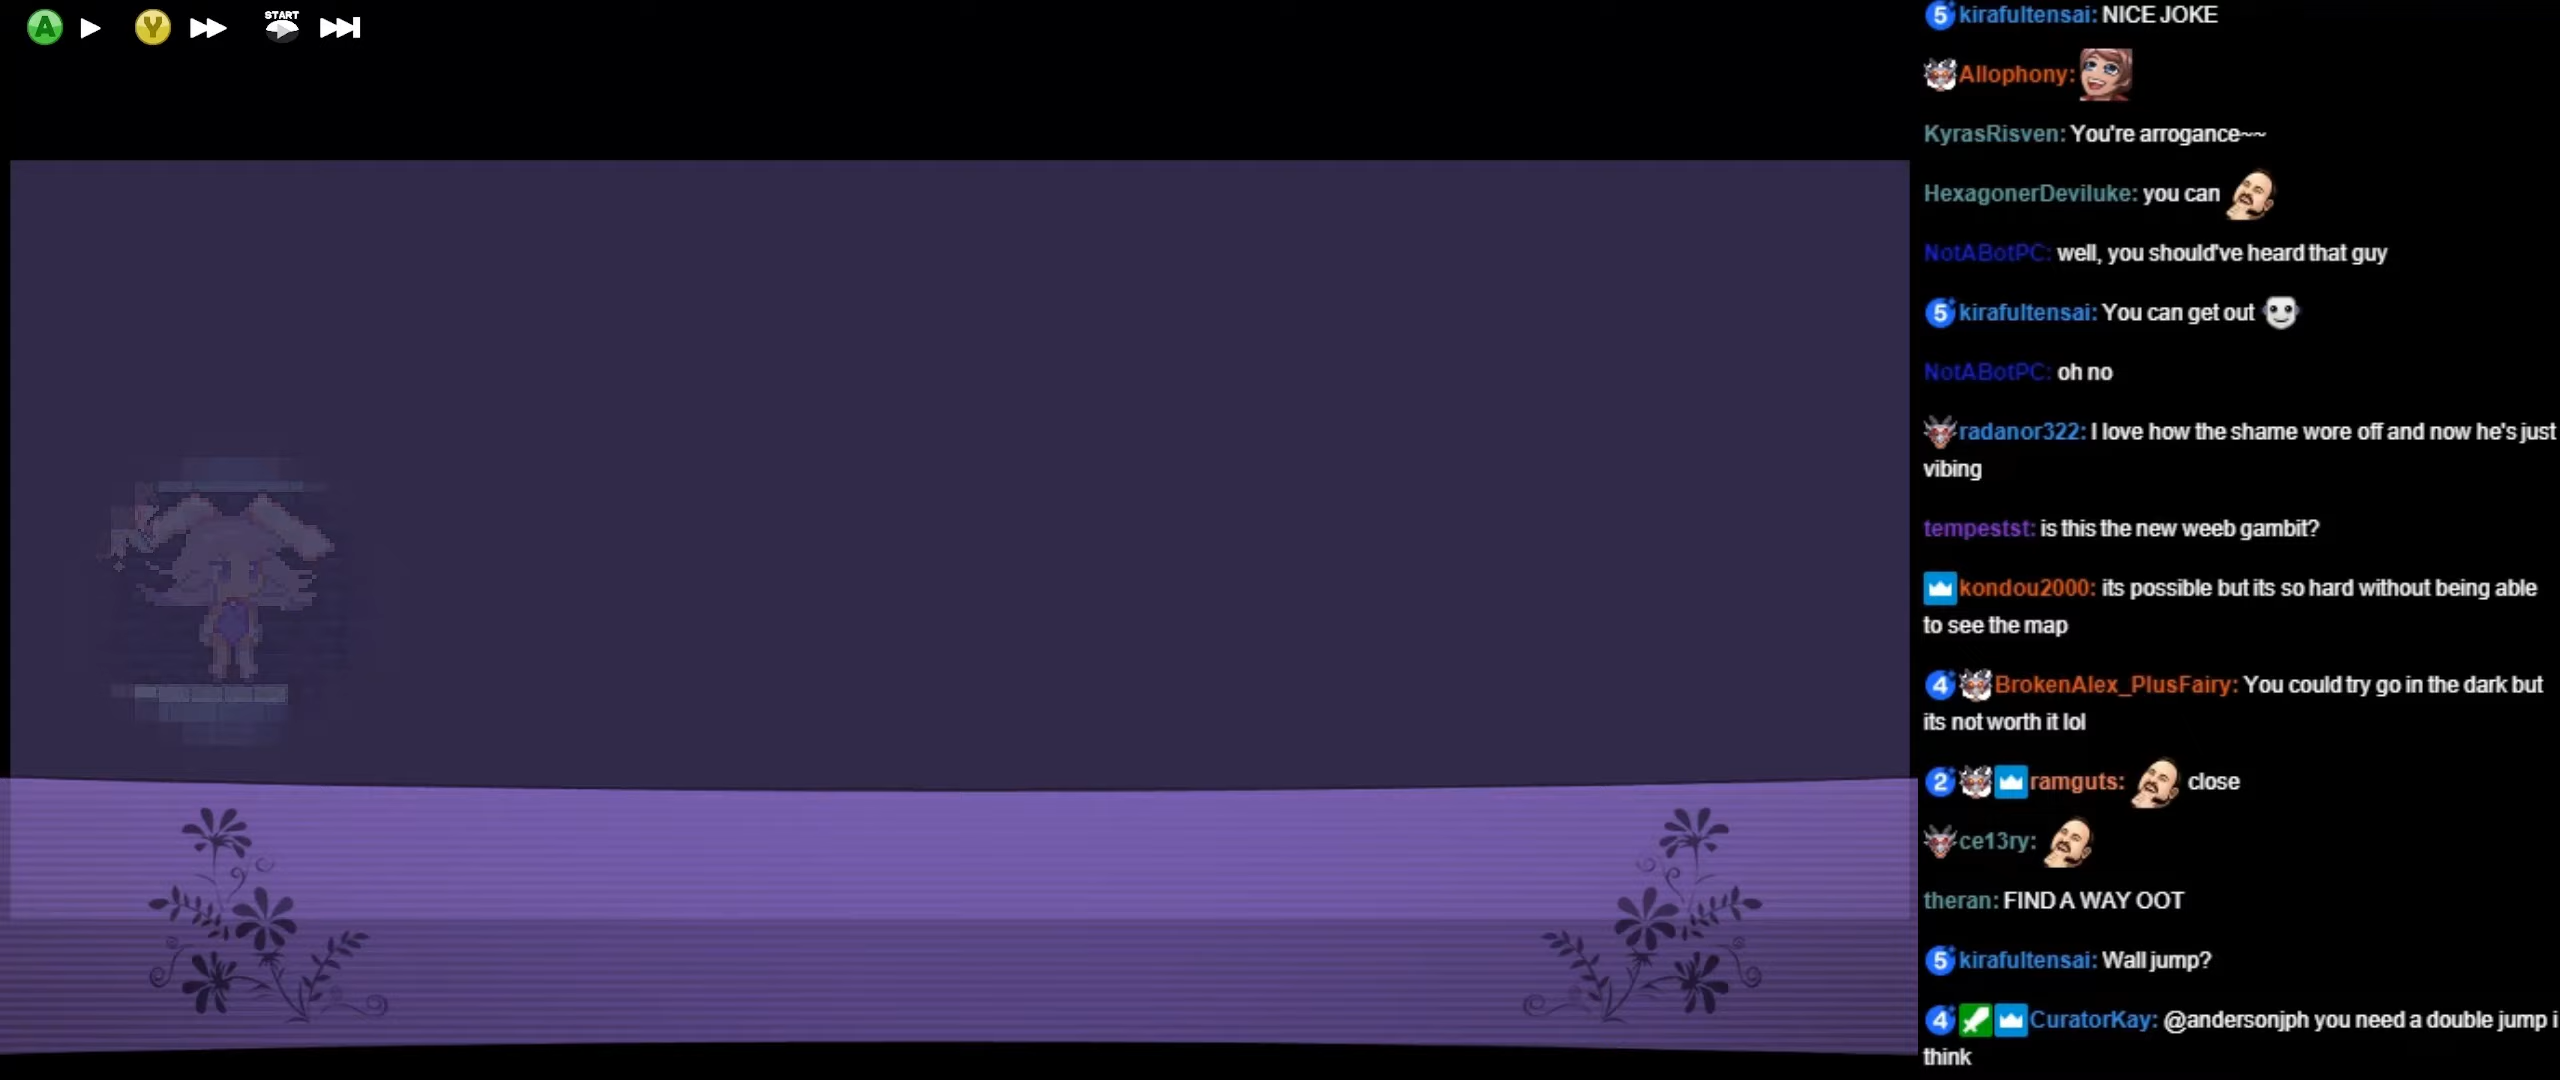 A Y START
5 kirafultensai: NICE JOKE
Allophony:
KyrasRisven: You're arrogance~~
HexagonerDeviluke: you can
NotABotPC: well, you should've heard that guy
5 kirafultensai: You can get out
NotABotPC: oh no
radanor322: I love how the shame wore off and now he's just
vibing
tempestst: is this the new weeb gambit?
kondou2000: its possible but its so hard without being able
to see the map
4 BrokenAlex_PlusFairy: You could try go in the dark but
its not worth it lol
2 ramguts: close
ce13ry:
theran: FIND A WAY OOT
5 kirafultensai: Wall jump?
4 CuratorKay: @andersonjph you need a double jump i
think